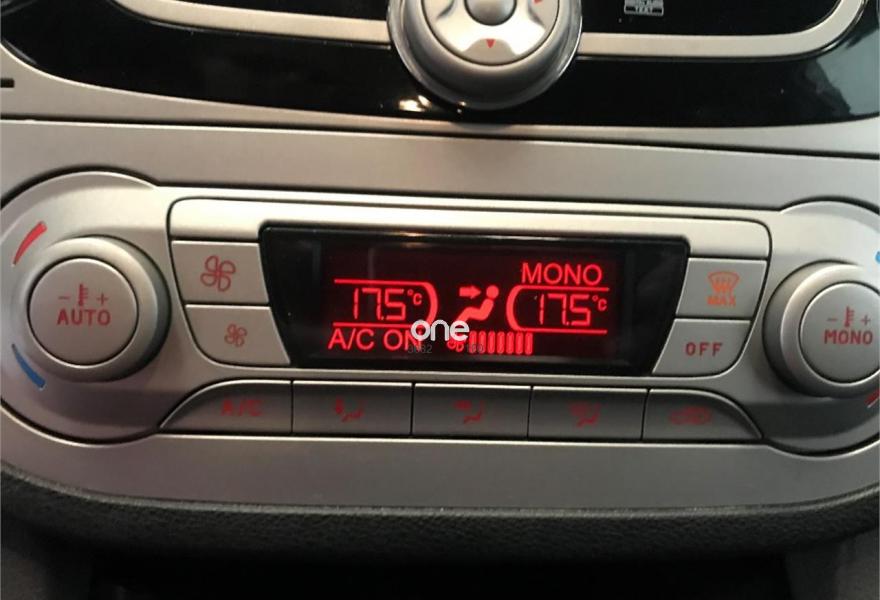 MONO
17.5°C
17.5°C
A/C ON
one
- +
AUTO
MAX
OFF
- +
MONO
A/C